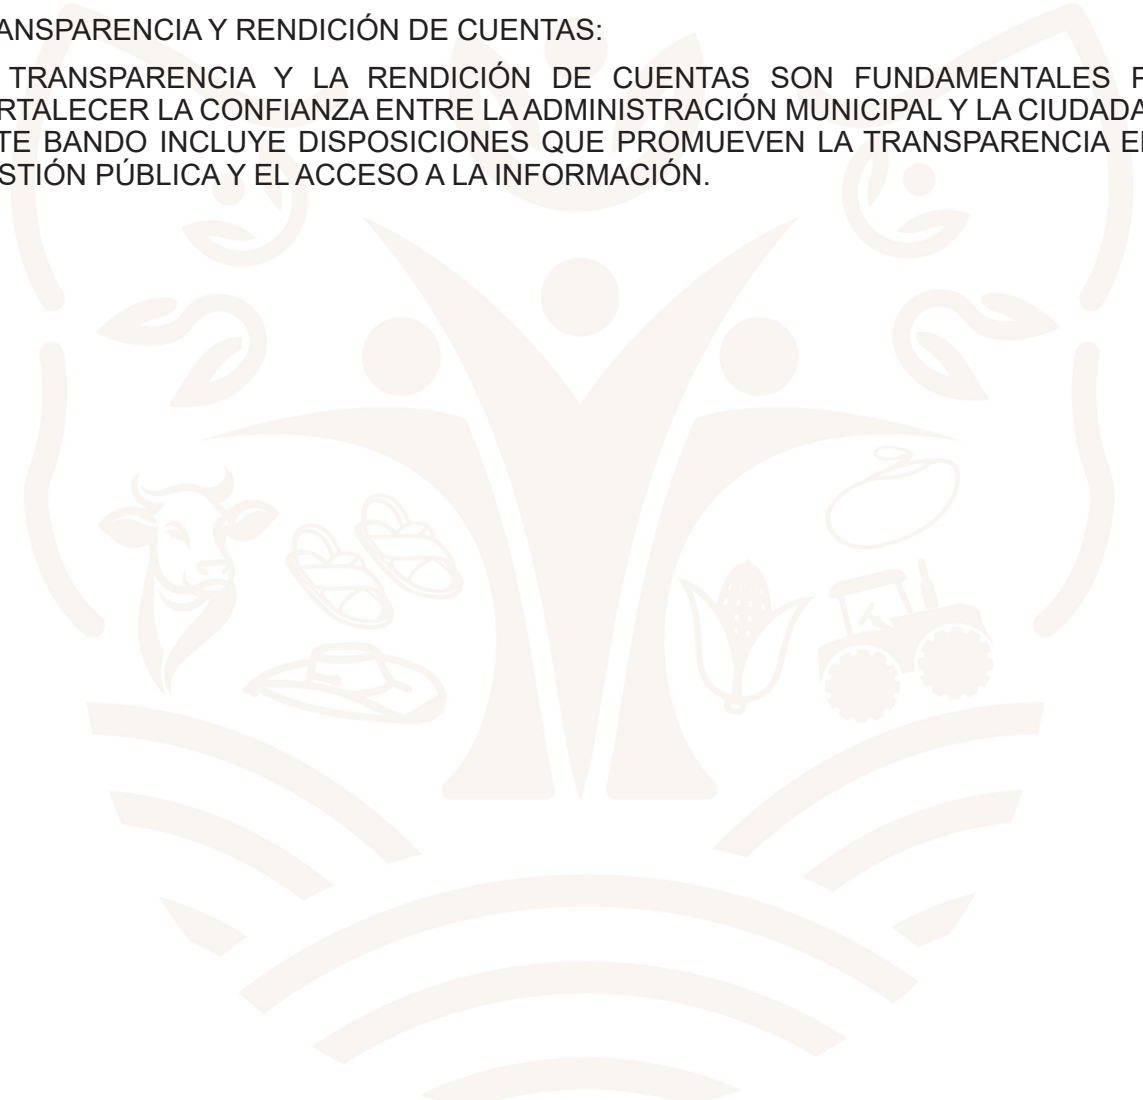 ANSPARENCIA Y RENDICIÓN DE CUENTAS:
TRANSPARENCIA Y LA RENDICIÓN DE CUENTAS SON FUNDAMENTALES P
RTALECER LA CONFIANZA ENTRE LA ADMINISTRACIÓN MUNICIPAL Y LA CIUDADA
TE BANDO INCLUYE DISPOSICIONES QUE PROMUEVEN LA TRANSPARENCIA E
STIÓN PÚBLICA Y EL ACCESO A LA INFORMACIÓN.